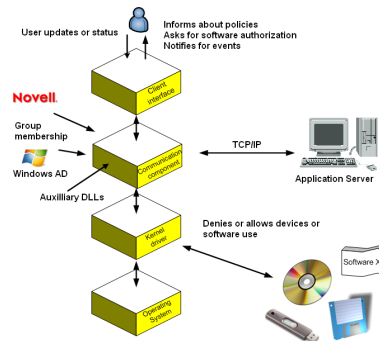 User updates or status
Informs about policies
Asks for software authorization
Notifies for events
Client
interface
Novell.
Group
membership
Windows AD
Auxilliary DLLs
Communication
component
TCP/IP
Application Server
Denies or allows devices or
software use
Kernel
driver
Software X
Operating
System